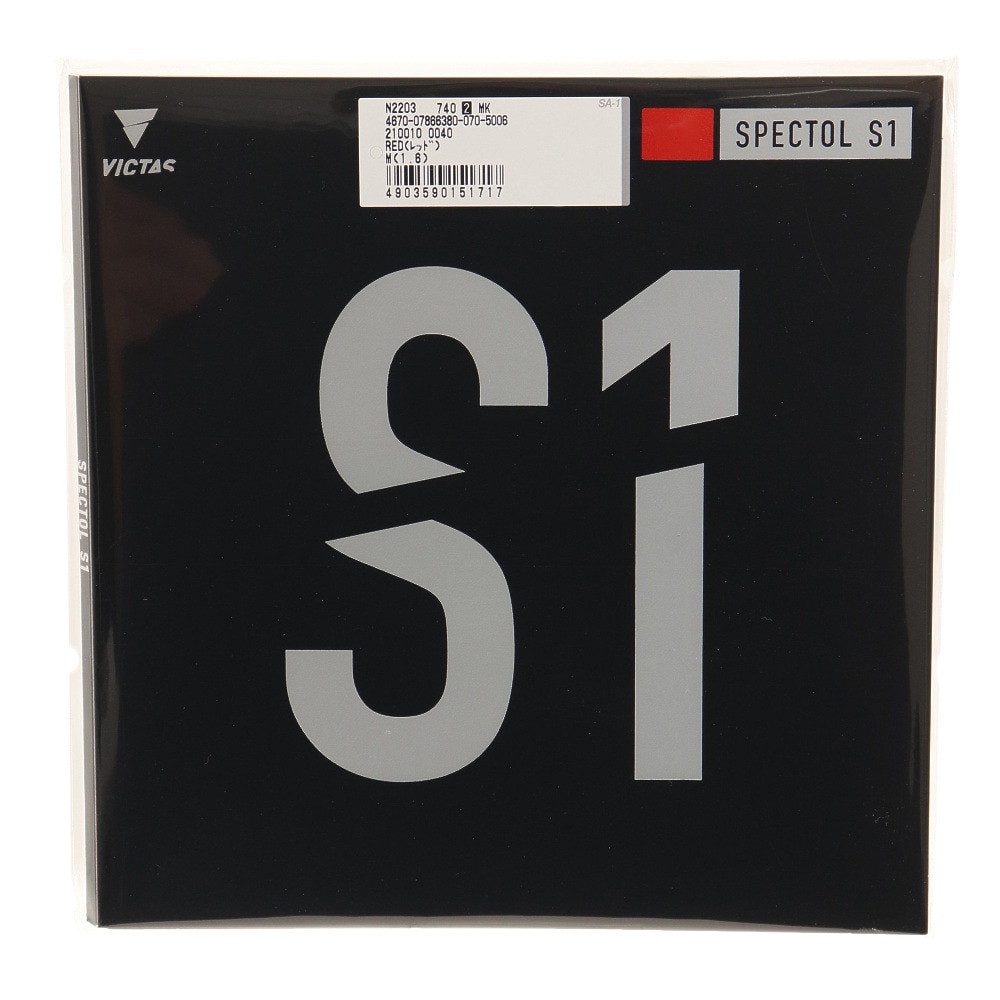 VICTAS
N2203 740 2 MK
4670-07866380-070-5006
210010 0040
RED(レッド)
M(1.6)
4903590151717
SA-1
SPECTOL S1
S1
SPECTOL S1